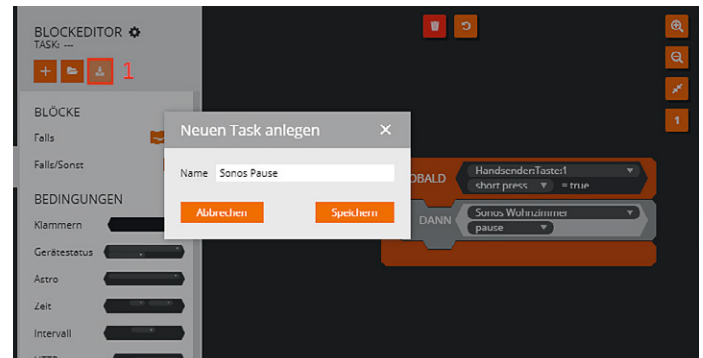 BLOCKEDITOR
TASK: ---
1
BLÖCKE
Falls
Falls/Sonst
BEDINGUNGEN
Klammern
Gerätestatus
Astro
Zeit
Intervall
Neuen Task anlegen
Name Sonos Pause
Abbrechen Speichern
OBALD Handsender:Taste:1
short press = true
DANN Sonos Wohnzimmer
pause
1